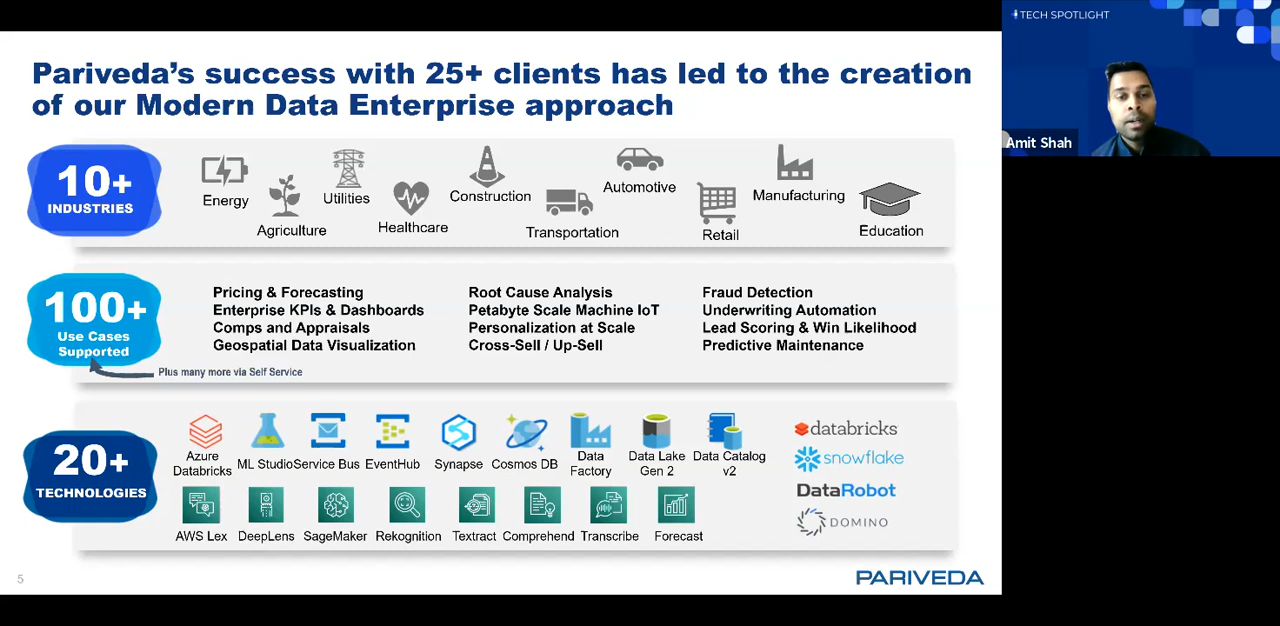 Pariveda's success with 25+ clients has led to the creation
of our Modern Data Enterprise approach
TECH SPOTLIGHT
Amit Shah
10+
INDUSTRIES
Energy
Agriculture
Utilities
Healthcare
Construction
Transportation
Automotive
Retail
Manufacturing
Education
100+
Use Cases
Supported
Plus many more via Self Service
Pricing & Forecasting
Enterprise KPIs & Dashboards
Comps and Appraisals
Geospatial Data Visualization
Root Cause Analysis
Petabyte Scale Machine IoT
Personalization at Scale
Cross-Sell / Up-Sell
Fraud Detection
Underwriting Automation
Lead Scoring & Win Likelihood
Predictive Maintenance
20+
TECHNOLOGIES
Azure
Databricks
ML Studio
Service Bus
EventHub
Synapse
Cosmos DB
Data
Factory
Data Lake
Gen 2
Data Catalog
v2
AWS Lex
DeepLens
SageMaker
Rekognition
Textract
Comprehend
Transcribe
Forecast
databricks
snowflake
DataRobot
DOMINO
5
PARIVEDA